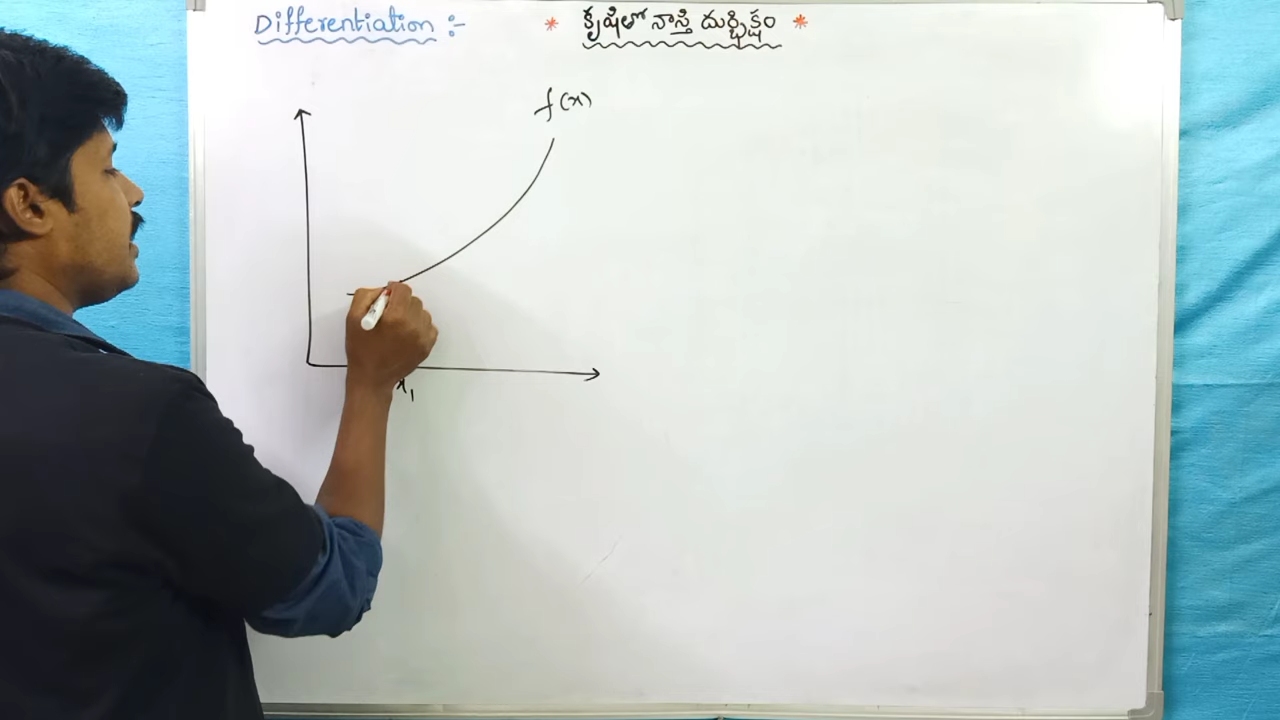 Differentiation :-
* కృషిలో నాస్తి దుర్భిక్షం *
f(x)
x₁